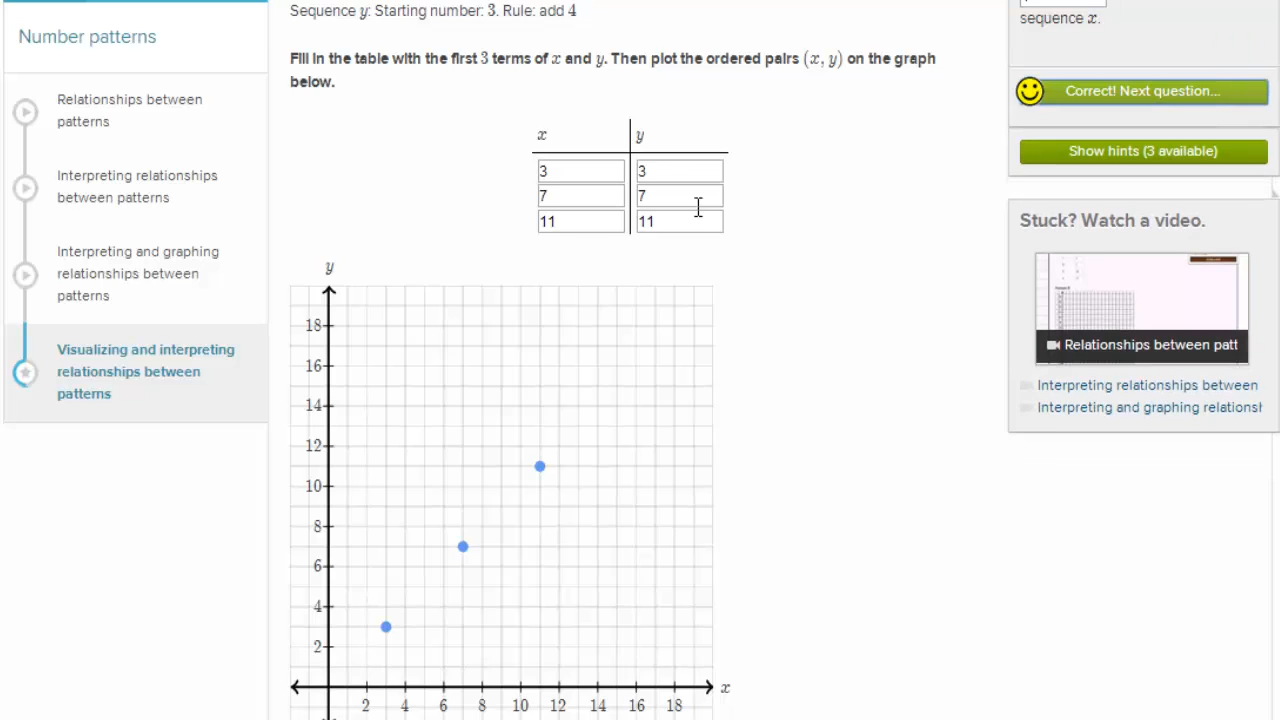 Sequence y: Starting number: 3. Rule: add 4
Number patterns
Relationships between
patterns
Interpreting relationships
between patterns
Interpreting and graphing
relationships between
patterns
Visualizing and interpreting
relationships between
patterns
Fill in the table with the first 3 terms of x and y. Then plot the ordered pairs (x, y) on the graph
below.
x y
3 3
7 7
11 11
y
18
16
14
12
10
8
6
4
2
x
2 4 6 8 10 12 14 16 18
sequence x.
Correct! Next question...
Show hints (3 available)
Stuck? Watch a video.
Relationships between patt
Interpreting relationships between
Interpreting and graphing relationsh